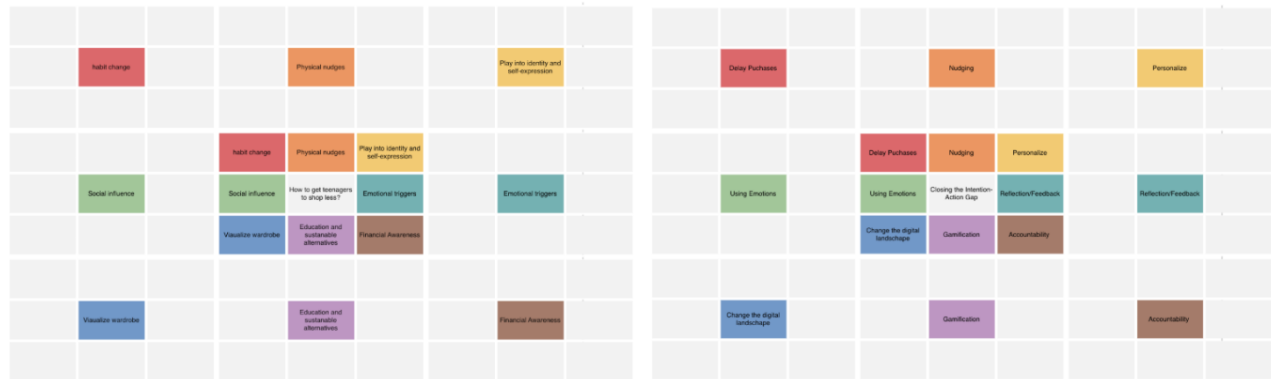 habit change
Physical nudges
Play into identity and
self-expression
habit change
Physical nudges
Play into identity and
self-expression
Social influence
Social influence
How to get teenagers
to shop less?
Emotional triggers
Emotional triggers
Visualize wardrobe
Education and
sustanable
alternatives
Financial Awareness
Visualize wardrobe
Education and
sustanable
alternatives
Financial Awareness
Delay Puchases
Nudging
Personalize
Delay Puchases
Nudging
Personalize
Using Emotions
Using Emotions
Closing the Intention-
Action Gap
Reflection/Feedback
Reflection/Feedback
Change the digital
landschape
Gamification
Accountability
Change the digital
landschape
Gamification
Accountability